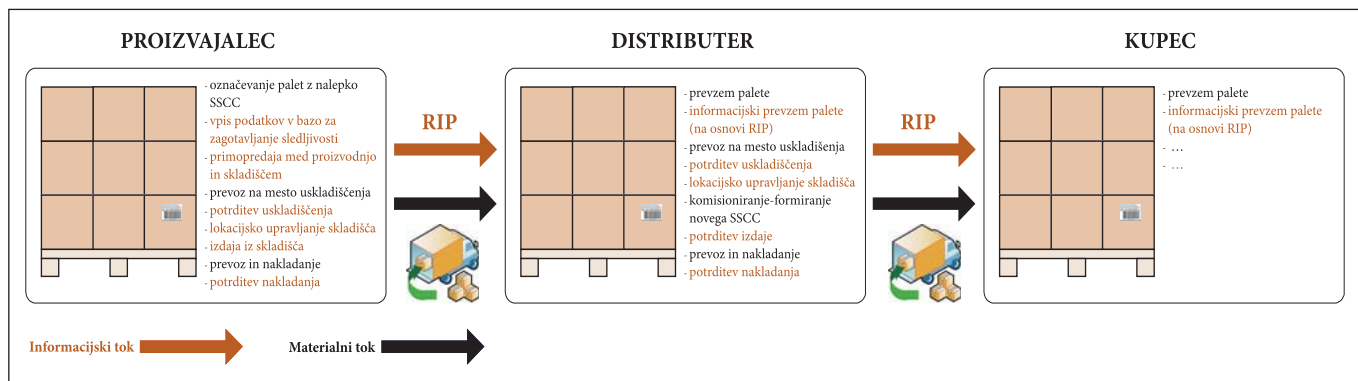 PROIZVAJALEC
- označevanje palet z nalepko
SSCC
- vpis podatkov v bazo za
zagotavljanje sledljivosti
- primopredaja med proizvodnjo
in skladiščem
- prevoz na mesto uskladiščenja
- potrditev uskladiščenja
- lokacijsko upravljanje skladišča
- izdaja iz skladišča
- prevoz in nakladanje
- potrditev nakladanja
RIP
DISTRIBUTER
- prevzem palete
- informacijski prevzem palete
(na osnovi RIP)
- prevoz na mesto uskladišenja
- potrditev uskladiščenja
- lokacijsko upravljanje skladišča
- komisioniranje-formiranje
novega SSCC
- potrditev izdaje
- prevoz in nakladanje
- potrditev nakladanja
RIP
KUPEC
- prevzem palete
- informacijski prevzem palete
(na osnovi RIP)
- ...
- ...
Informacijski tok
Materialni tok